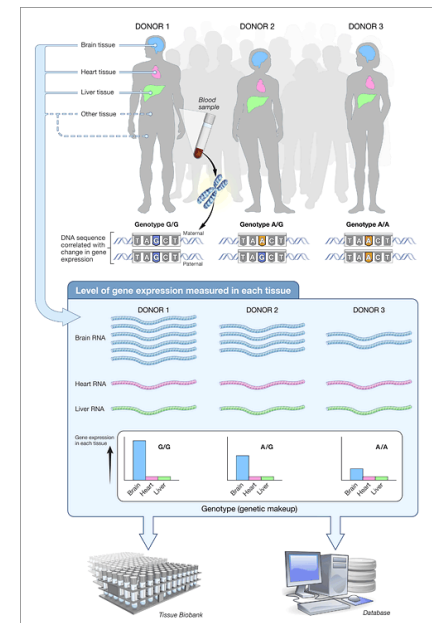 DONOR 1
DONOR 2
DONOR 3
Brain tissue
Heart tissue
Liver tissue
Other tissue
Blood
sample
Genotype G/G
Genotype A/G
Genotype A/A
DNA sequence
correlated with
change in gene
expression
Maternal
Paternal
T A G C T
T A A C T
T A A C T
T A G C T
T A G C T
T A A C T
Level of gene expression measured in each tissue
DONOR 1
DONOR 2
DONOR 3
Brain RNA
Heart RNA
Liver RNA
Gene expression
in each tissue
G/G
A/G
A/A
Brain
Heart
Liver
Brain
Heart
Liver
Brain
Heart
Liver
Genotype (genetic makeup)
Tissue Biobank
Database